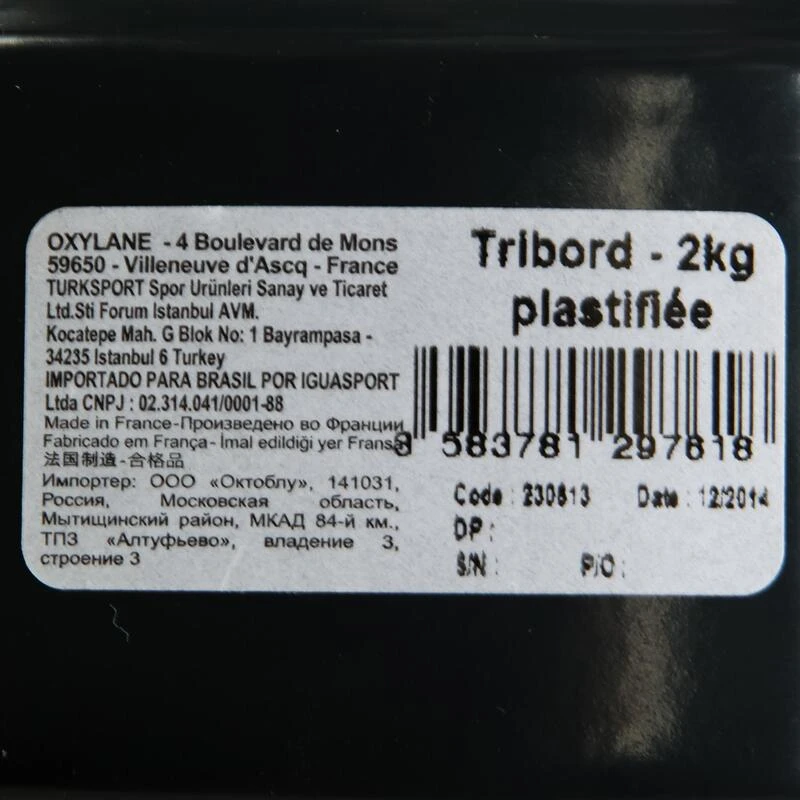 OXYLANE - 4 Boulevard de Mons
59650 - Villeneuve d'Ascq - France
TURKSPORT Spor Urünleri Sanay ve Ticaret
Ltd.Sti Forum Istanbul AVM.
Kocatepe Mah. G Blok No: 1 Bayrampasa -
34235 Istanbul 6 Turkey
IMPORTADO PARA BRASIL POR IGUASPORT
Ltda CNPJ : 02.314.041/0001-88
Made in France-Произведено во Франции
Fabricado em França- İmal edildiği yer Fransa
法国制造-合格品
Импортер: ООО «Октоблу», 141031,
Россия, Московская область,
Мытищинский район, МКАД 84-й км.,
ТПЗ «Алтуфьево», владение 3,
строение 3
Tribord - 2kg
plastifiée
3 583781 297818
Code : 230813 Date : 12/2014
DP :
S/N : P/O :